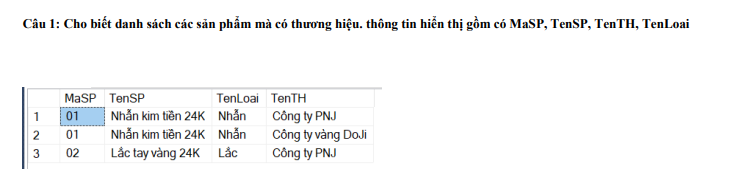 Câu 1: Cho biết danh sách các sản phẩm mà có thương hiệu. thông tin hiển thị gồm có MaSP, TenSP, TenTH, TenLoai
MaSP TenSP TenLoai TenTH
1 01 Nhẫn kim tiền 24K Nhẫn Công ty PNJ
2 01 Nhẫn kim tiền 24K Nhẫn Công ty vàng DoJi
3 02 Lắc tay vàng 24K Lắc Công ty PNJ